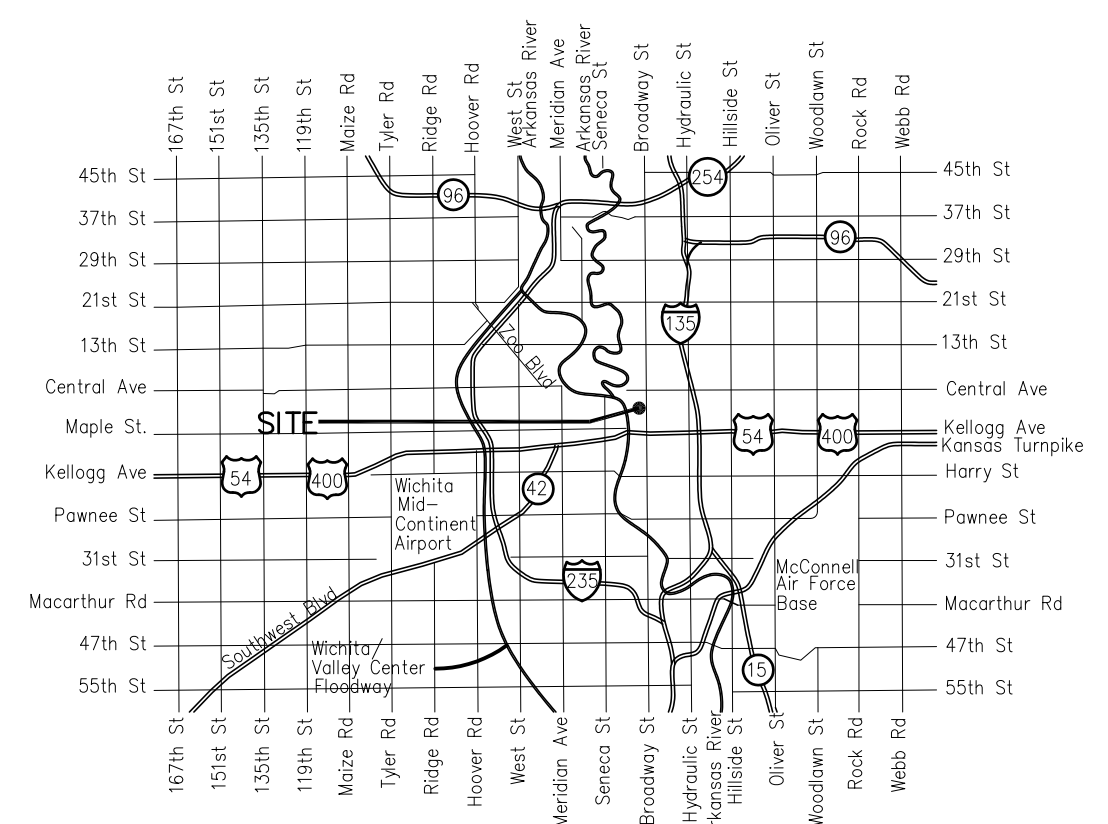 167th St
151st St
135th St
119th St
Maize Rd
Tyler Rd
Ridge Rd
Hoover Rd
West St
Arkansas River
Meridian Ave
Arkansas River
Seneca St
Broadway St
Hydraulic St
Hillside St
Oliver St
Woodlawn St
Rock Rd
Webb Rd
45th St
254
45th St
96
37th St
37th St
96
29th St
29th St
21st St
21st St
135
13th St
13th St
Zoo Blvd
Central Ave
Central Ave
SITE
Maple St.
54
400
Kellogg Ave
Kansas Turnpike
Kellogg Ave
54
400
Harry St
42
Wichita
Mid-
Continent
Airport
Pawnee St
Pawnee St
31st St
31st St
235
McConnell
Air Force
Base
Macarthur Rd
Macarthur Rd
Southwest Blvd
47th St
47th St
Wichita/
Valley Center
Floodway
15
55th St
55th St
167th St
151st St
135th St
119th St
Maize Rd
Tyler Rd
Ridge Rd
Hoover Rd
West St
Meridian Ave
Seneca St
Broadway St
Hydraulic St
rkansas River
Hillside St
Oliver St
Woodlawn St
Rock Rd
Webb Rd